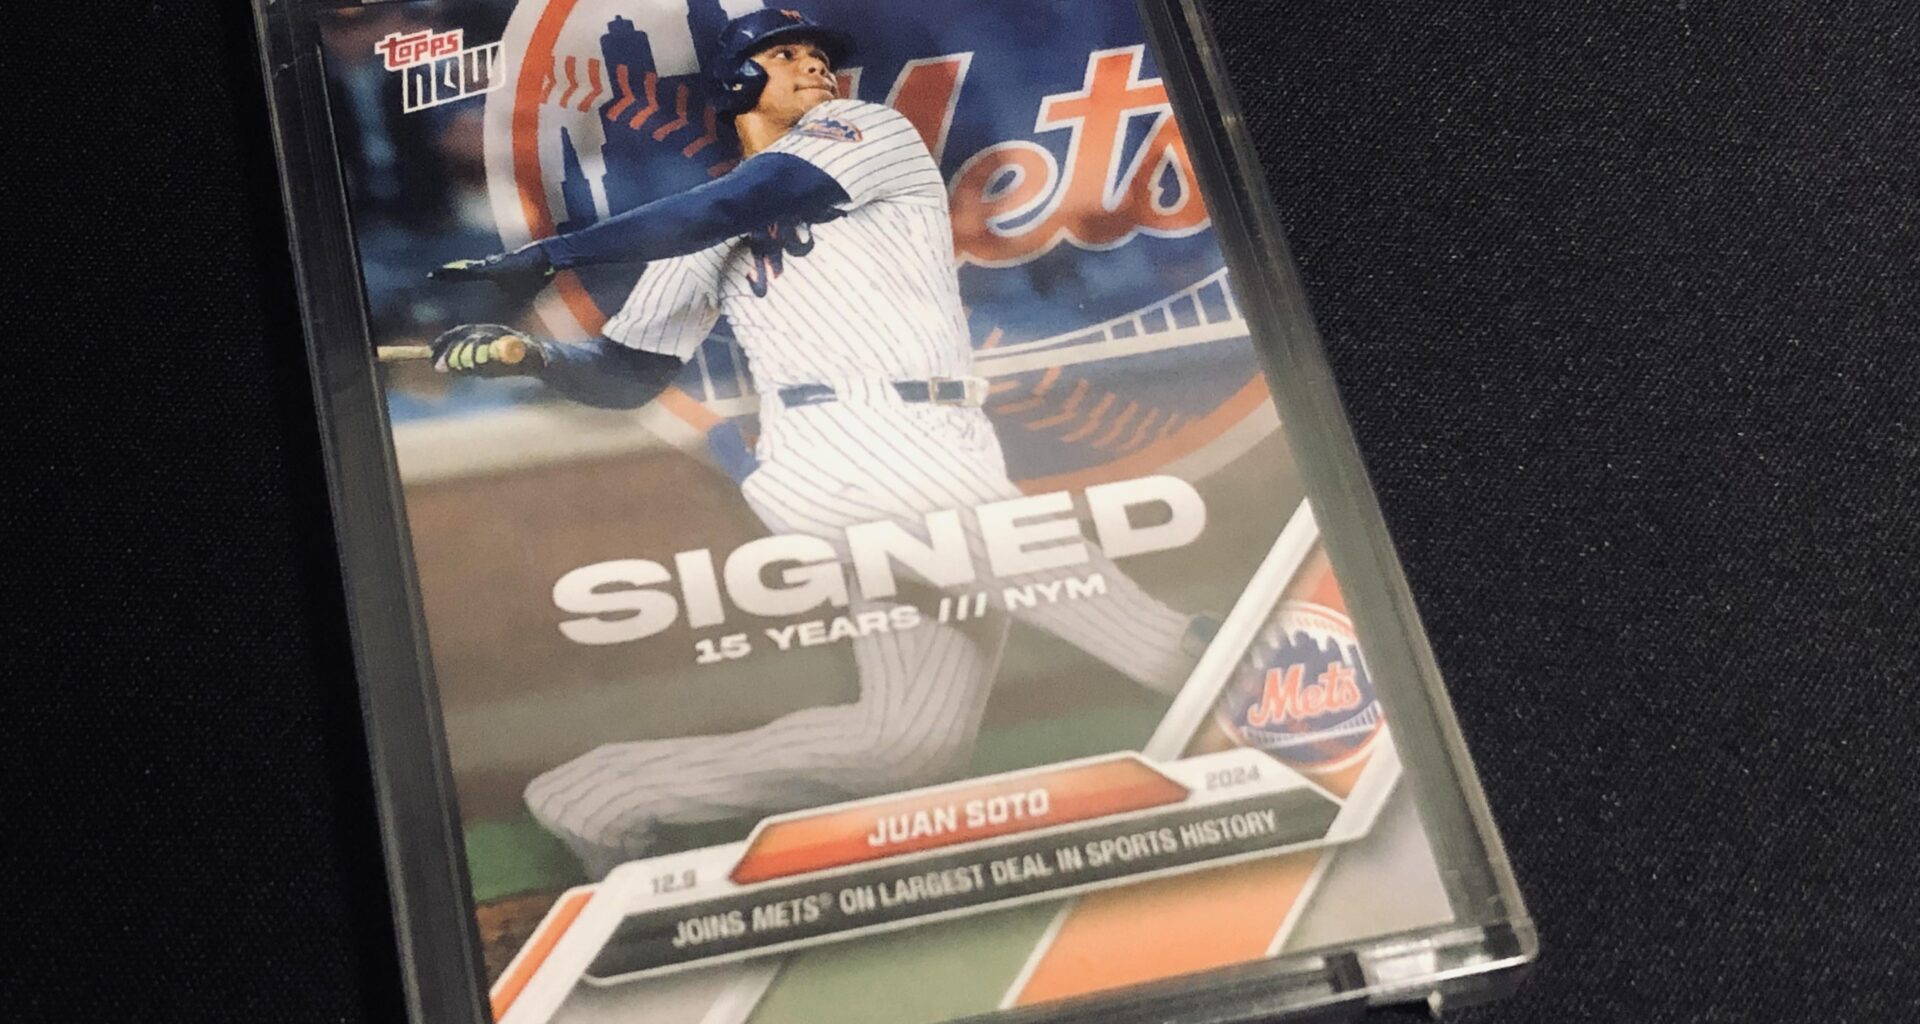 topps
now
Mets
SIGNED
15 YEARS /// NYM
Mets
JUAN SOTO
2024
12.9
JOINS METS® ON LARGEST DEAL IN SPORTS HISTORY